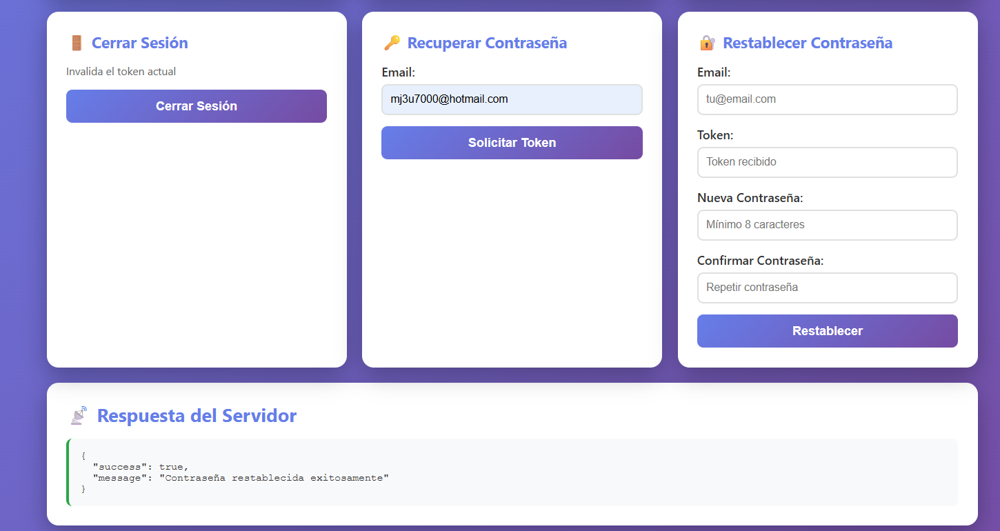 Cerrar Sesión
Invalida el token actual
Cerrar Sesión
Recuperar Contraseña
Email:
mj3u7000@hotmail.com
Solicitar Token
Restablecer Contraseña
Email:
tu@email.com
Token:
Token recibido
Nueva Contraseña:
Mínimo 8 caracteres
Confirmar Contraseña:
Repetir contraseña
Restablecer
Respuesta del Servidor
{
"success": true,
"message": "Contraseña restablecida exitosamente"
}